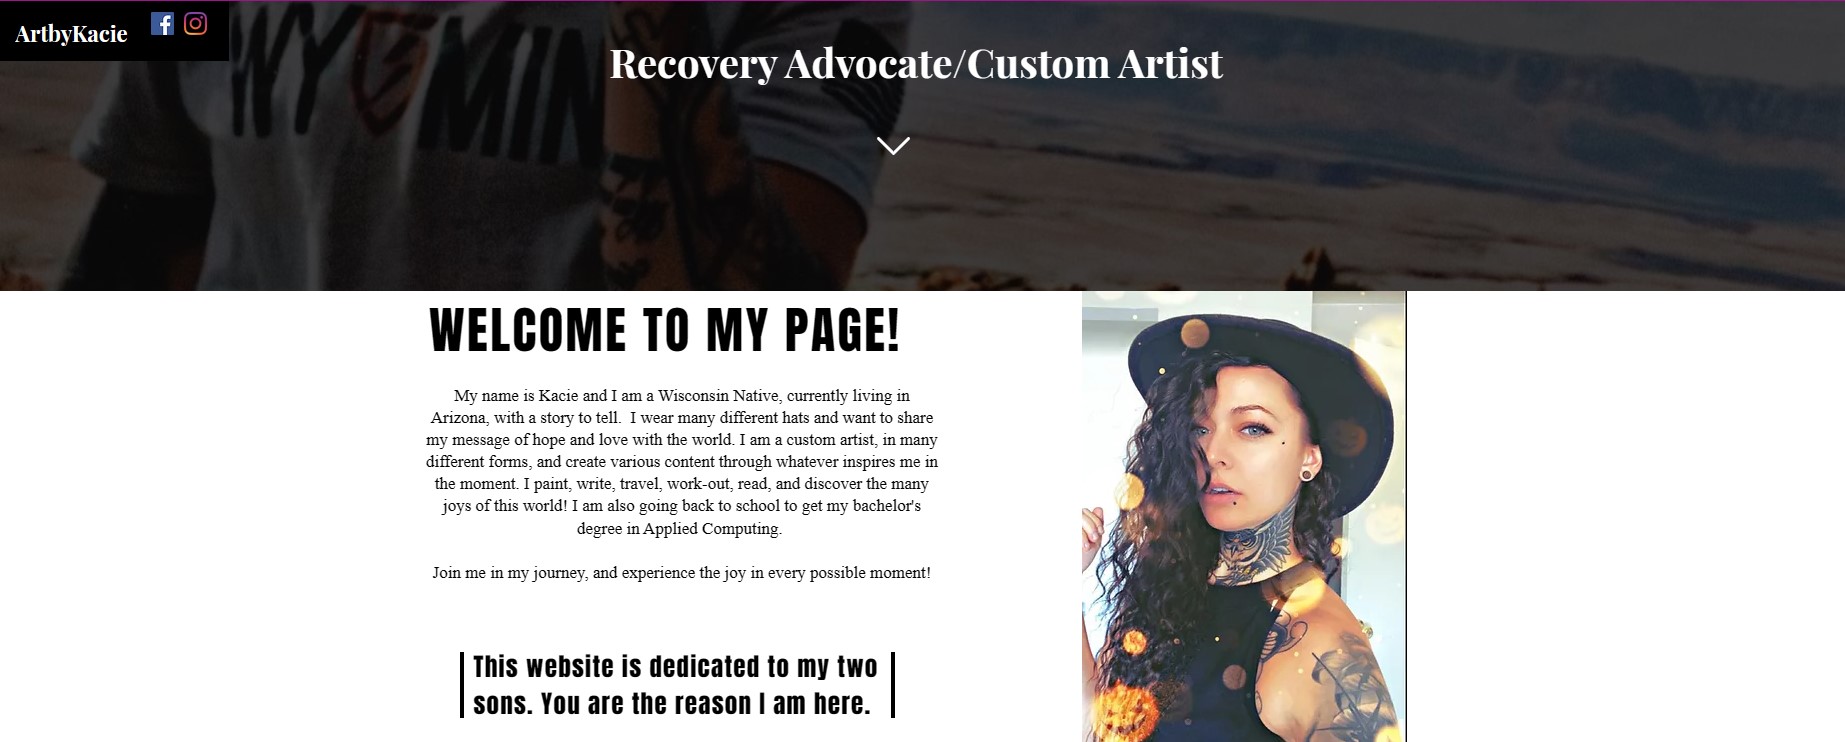 ArtbyKacie
Recovery Advocate/Custom Artist
WELCOME TO MY PAGE!
My name is Kacie and I am a Wisconsin Native, currently living in
Arizona, with a story to tell.  I wear many different hats and want to share
my message of hope and love with the world. I am a custom artist, in many
different forms, and create various content through whatever inspires me in
the moment. I paint, write, travel, work-out, read, and discover the many
joys of this world! I am also going back to school to get my bachelor's
degree in Applied Computing.
Join me in my journey, and experience the joy in every possible moment!
This website is dedicated to my two
sons. You are the reason I am here.